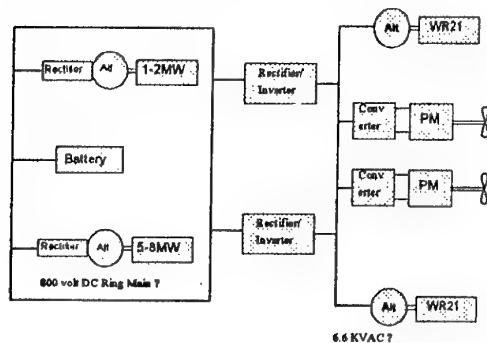 Alt
WR21
Rectifier
Alt
1-2MW
Rectifier/
Inverter
Conv
erter
PM
Battery
Conv
erter
PM
Rectifier/
Inverter
Rectifier
Alt
5-8MW
800 volt DC Ring Main ?
Alt
WR21
6.6 KVAC ?